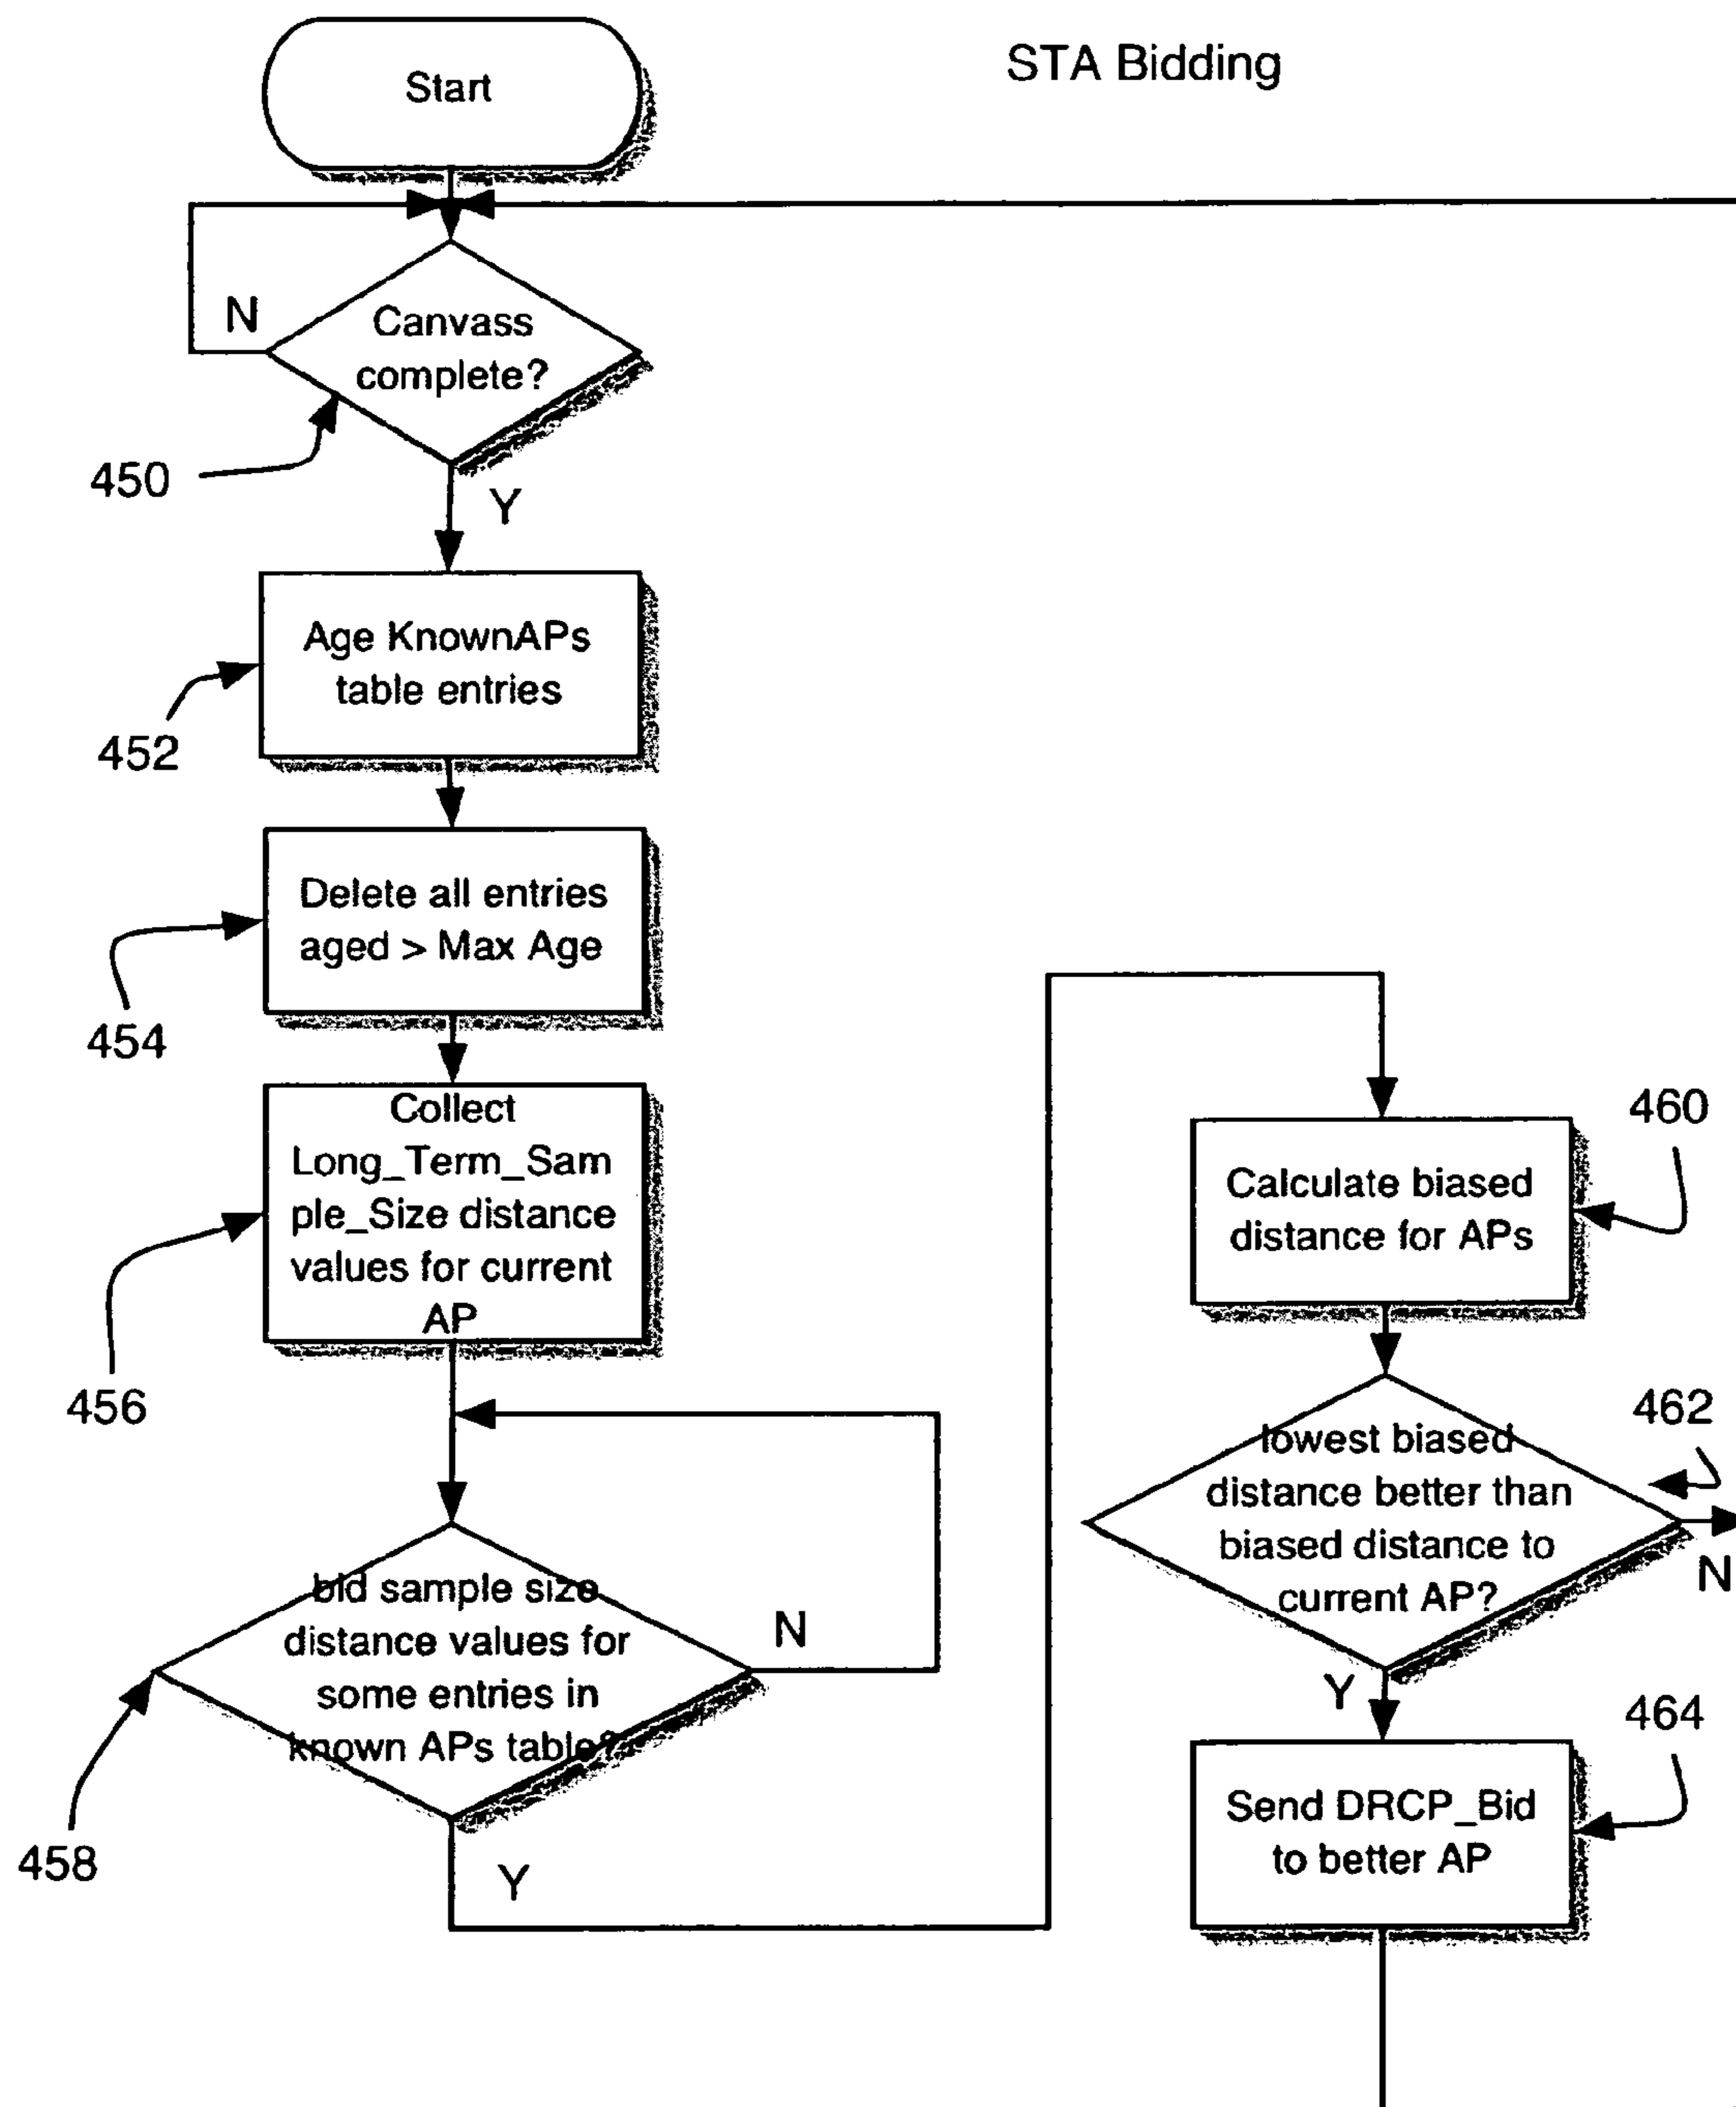 STA Bidding
Start
Canvass
complete?
N
450
Y
Age KnownAPs
table entries
452
Delete all entries
aged > Max Age
454
Collect
Long_Term_Sam
ple_Size distance
values for current
AP
456
bid sample size
distance values for
some entries in
known APs table?
N
458
Y
460
Calculate biased
distance for APs
462
lowest biased
distance better than
biased distance to
current AP?
N
Y
464
Send DRCP_Bid
to better AP